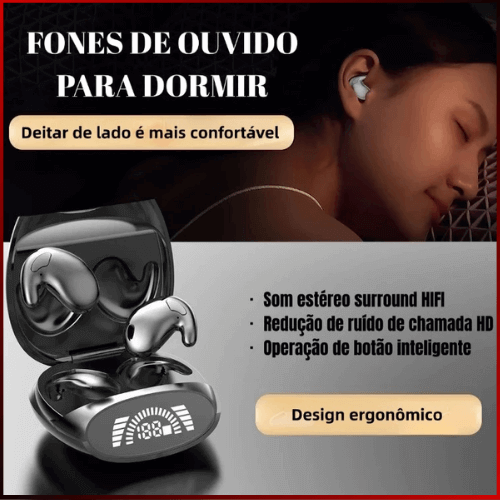 FONES DE OUVIDO
PARA DORMIR
Deitar de lado é mais confortável
· Som estéreo surround HIFI
· Redução de ruído de chamada HD
· Operação de botão inteligente
Design ergonômico
188